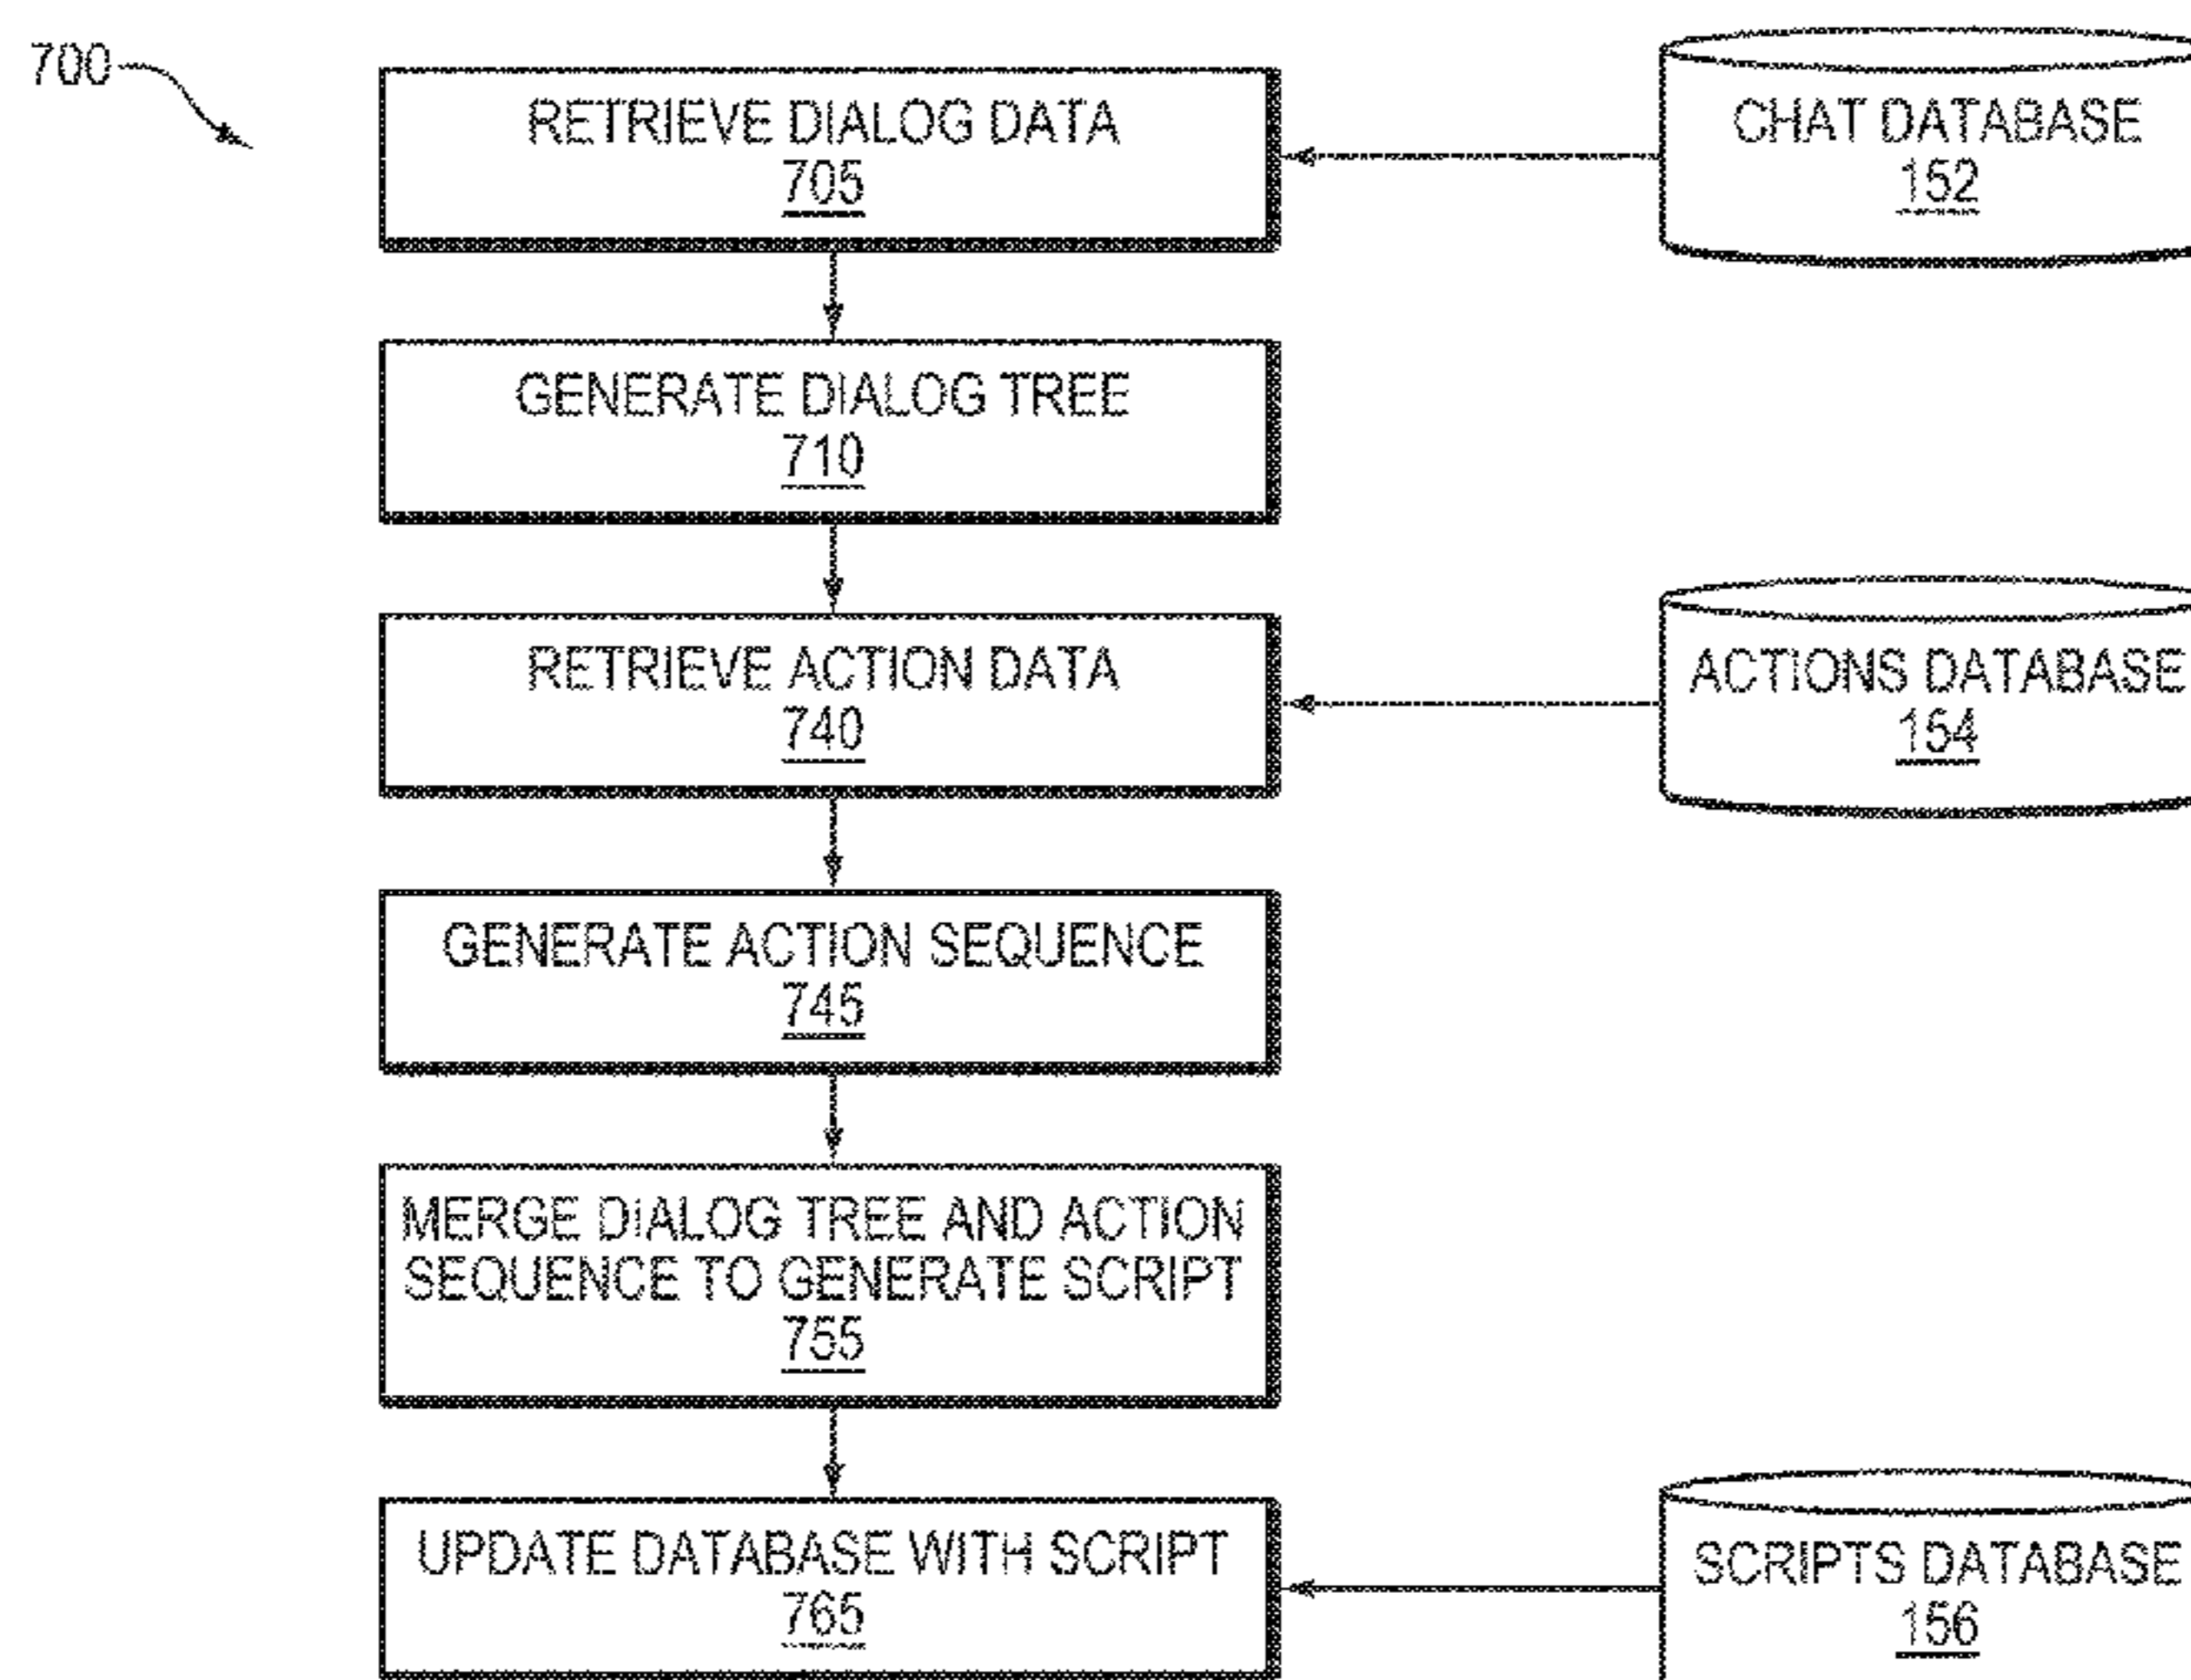 700
RETRIEVE DIALOG DATA
705
CHAT DATABASE
152
GENERATE DIALOG TREE
710
RETRIEVE ACTION DATA
740
ACTIONS DATABASE
154
GENERATE ACTION SEQUENCE
745
MERGE DIALOG TREE AND ACTION
SEQUENCE TO GENERATE SCRIPT
755
UPDATE DATABASE WITH SCRIPT
765
SCRIPTS DATABASE
156